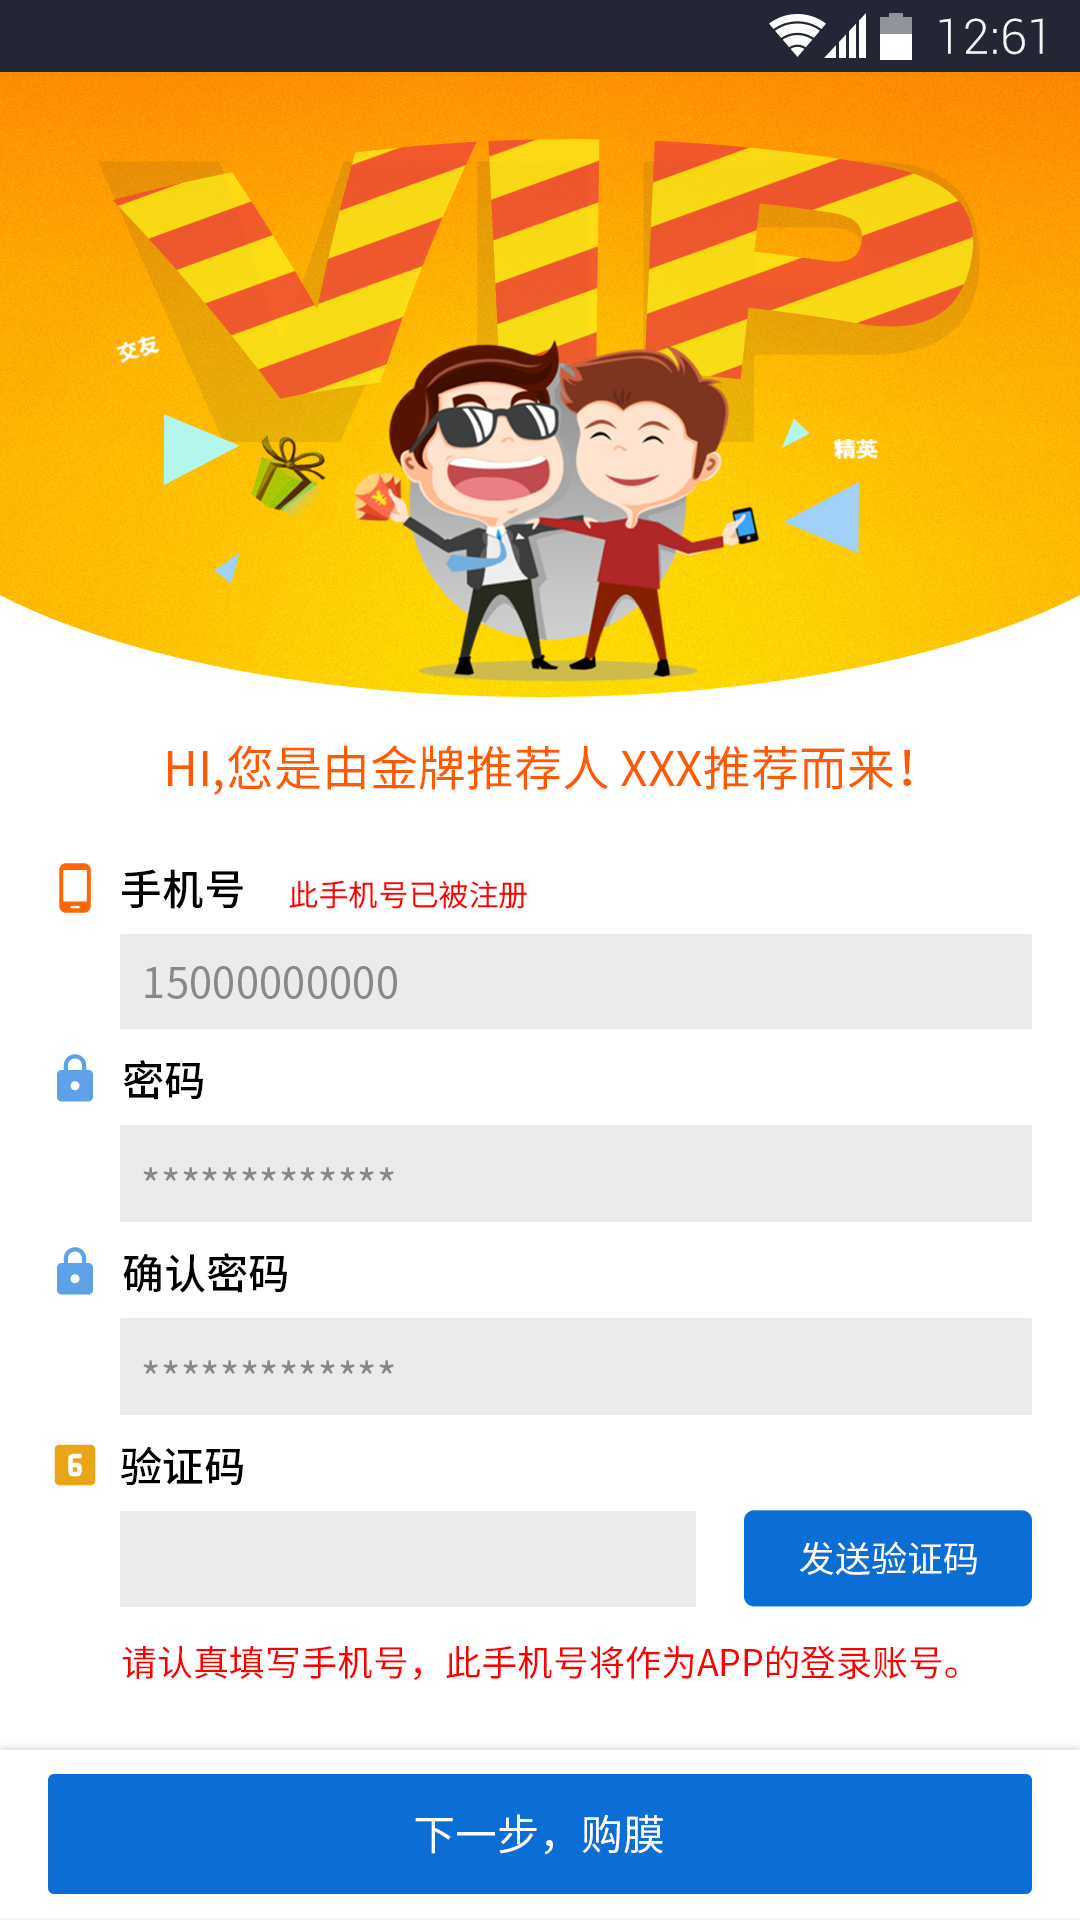 12:61
VIP
交友
精英
¥
HI,您是由金牌推荐人 XXX推荐而来！
手机号 此手机号已被注册
15000000000
密码
*************
确认密码
*************
6 验证码
发送验证码
请认真填写手机号，此手机号将作为APP的登录账号。
下一步，购膜